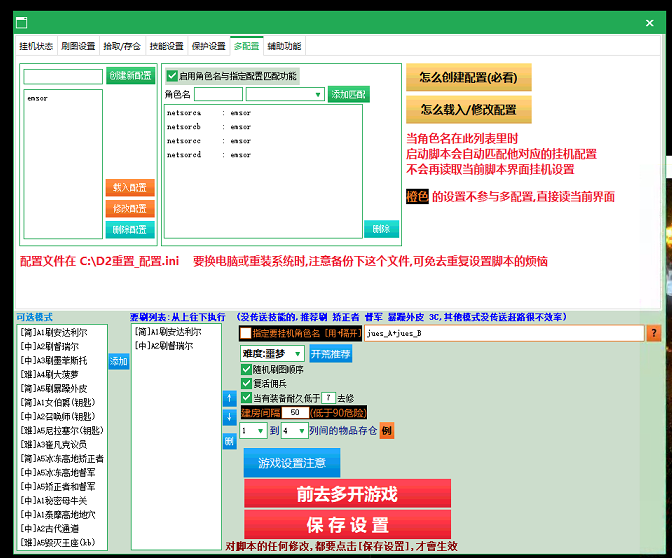 挂机状态 刷图设置 拾取/存仓 技能设置 保护设置 多配置 辅助功能
创建新配置
emsor
载入配置
修改配置
删除配置
启用角色名与指定配置匹配功能
角色名 添加匹配
netsorca : emsor
netsorcb : emsor
netsorcc : emsor
netsorcd : emsor
删除
怎么创建配置(必看)
怎么载入/修改配置
当角色名在此列表里时
启动脚本会自动匹配他对应的挂机配置
不会再读取当前脚本界面挂机设置
橙色 的设置不参与多配置,直接读当前界面
配置文件在 C:\D2重置_配置.ini 要换电脑或重装系统时,注意备份下这个文件,可免去重复设置脚本的烦恼
可选模式
[简]A1刷安达利尔
[中]A2刷督瑞尔
[中]A3刷墨菲斯托
[难]A4刷大菠萝
[难]A5刷暴躁外皮
[简]A1女伯爵(钥匙)
[中]A2召唤师(钥匙)
[难]A5尼拉塞尔(钥匙)
[难]A3崔凡克议员
[简]A5冰冻高地矫正者
[中]A5冰冻高地督军
[中]A5矫正者和督军
[中]A1秘密母牛关
[中]A1泰摩高地地穴
[中]A2古代通道
[难]A5毁灭王座(bb)
添加
要刷列表:从上往下执行
[简]A1刷安达利尔
[中]A2刷督瑞尔
↑
↓
删
(没传送技能的,推荐刷 矫正者 督军 暴躁外皮 3C,其他模式没传送赶路很不效率)
指定要挂机角色名 [用+隔开] jues_A+jues_B ?
难度:噩梦 开荒推荐
随机刷图顺序
复活佣兵
当有装备耐久低于 7 去修
建房间隔 50 (低于90危险)
1 到 4 列间的物品存仓 例
游戏设置注意
前去多开游戏
保 存 设 置
对脚本的任何修改,都要点击[保存设置],才會生效